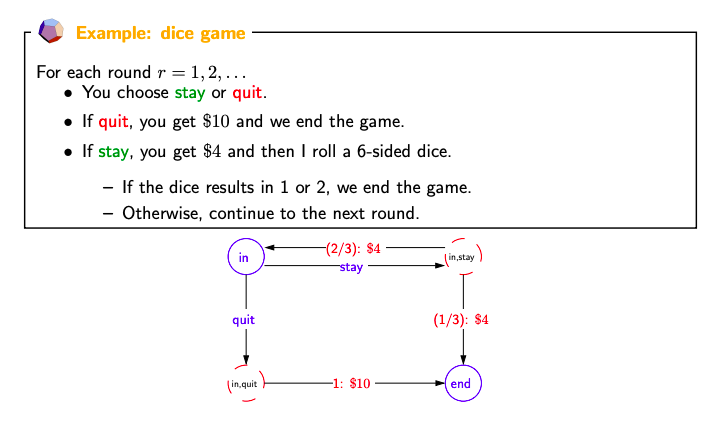 Example: dice game
For each round r = 1, 2, . . .
• You choose stay or quit.
• If quit, you get $10 and we end the game.
• If stay, you get $4 and then I roll a 6-sided dice.
– If the dice results in 1 or 2, we end the game.
– Otherwise, continue to the next round.
(2/3): $4
in
in,stay
stay
quit
(1/3): $4
in,quit
1: $10
end